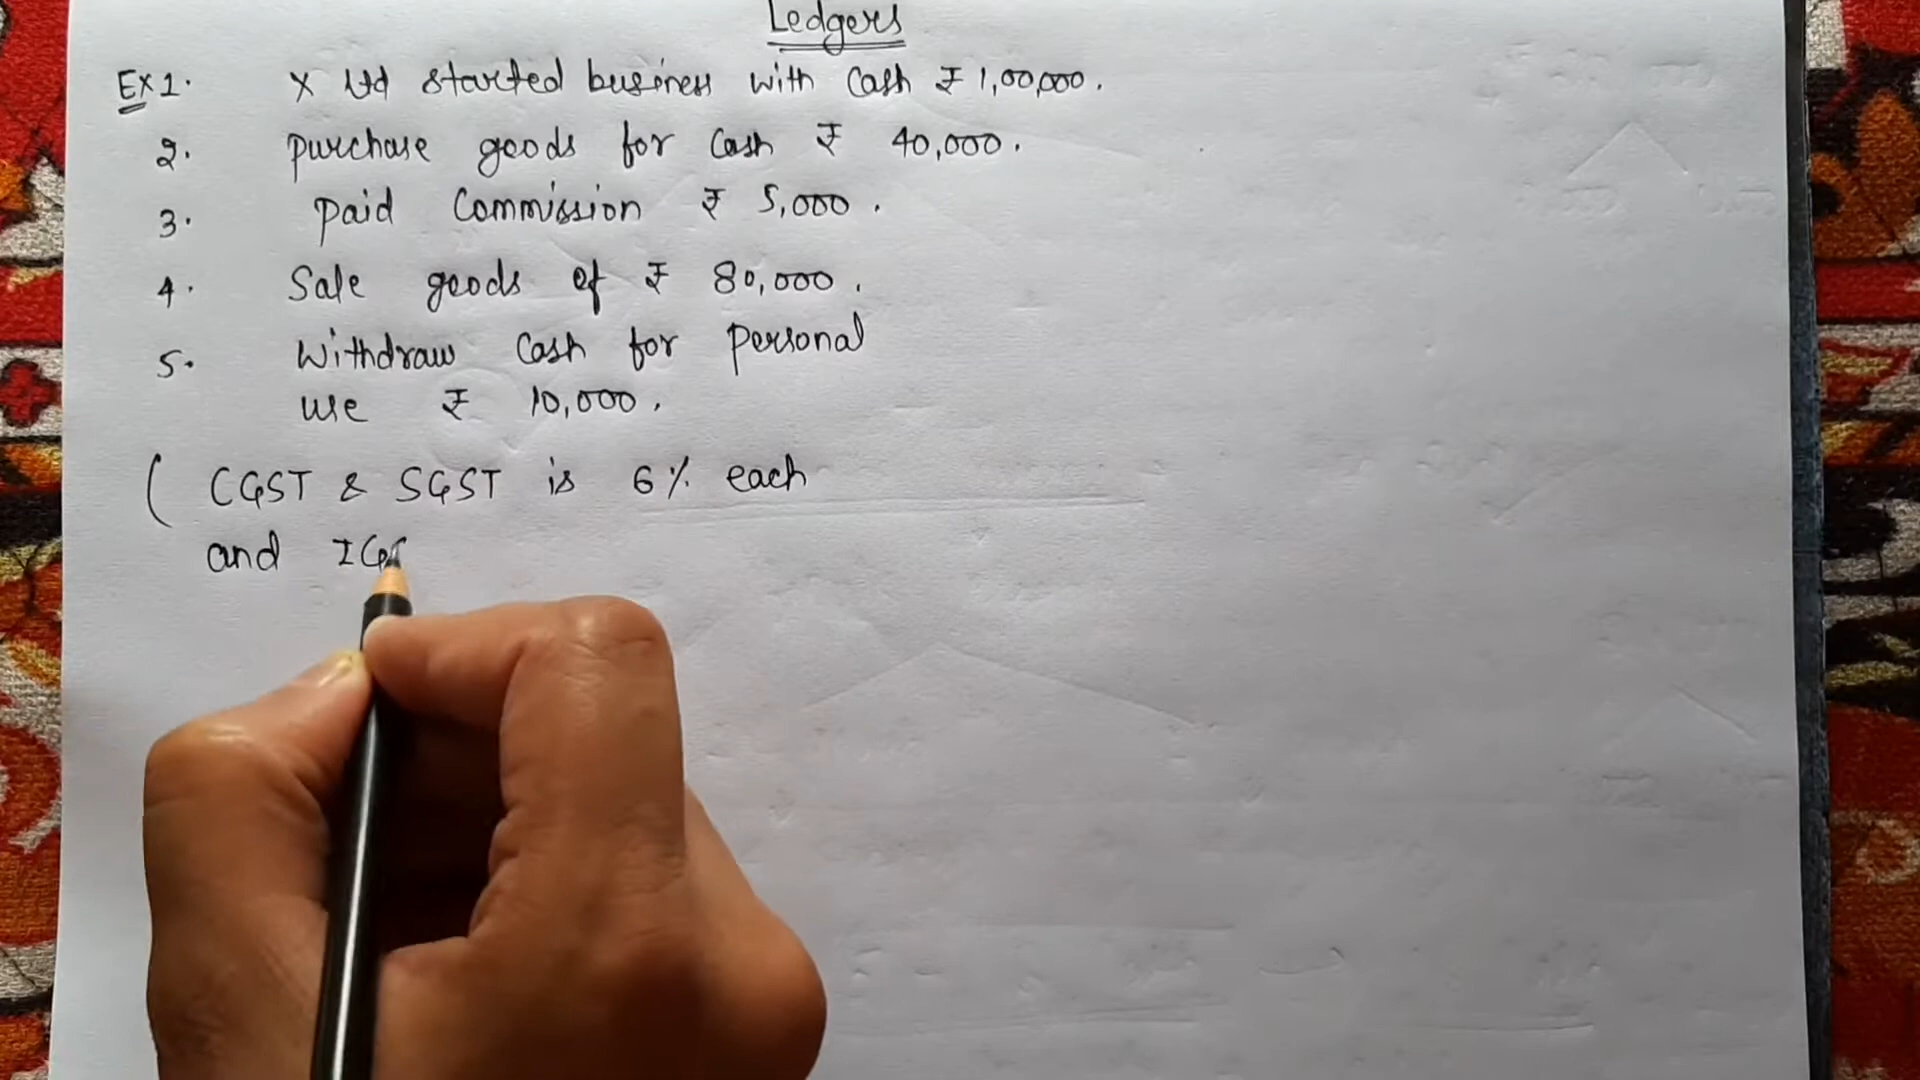 Ledgers
Ex 1. X Ltd started business with Cash ₹ 1,00,000.
2. purchase goods for Cash ₹ 40,000.
3. paid Commission ₹ 5,000.
4. Sale goods of ₹ 80,000.
5. Withdraw Cash for personal
use ₹ 10,000.
( CGST & SGST is 6% each
and IGS